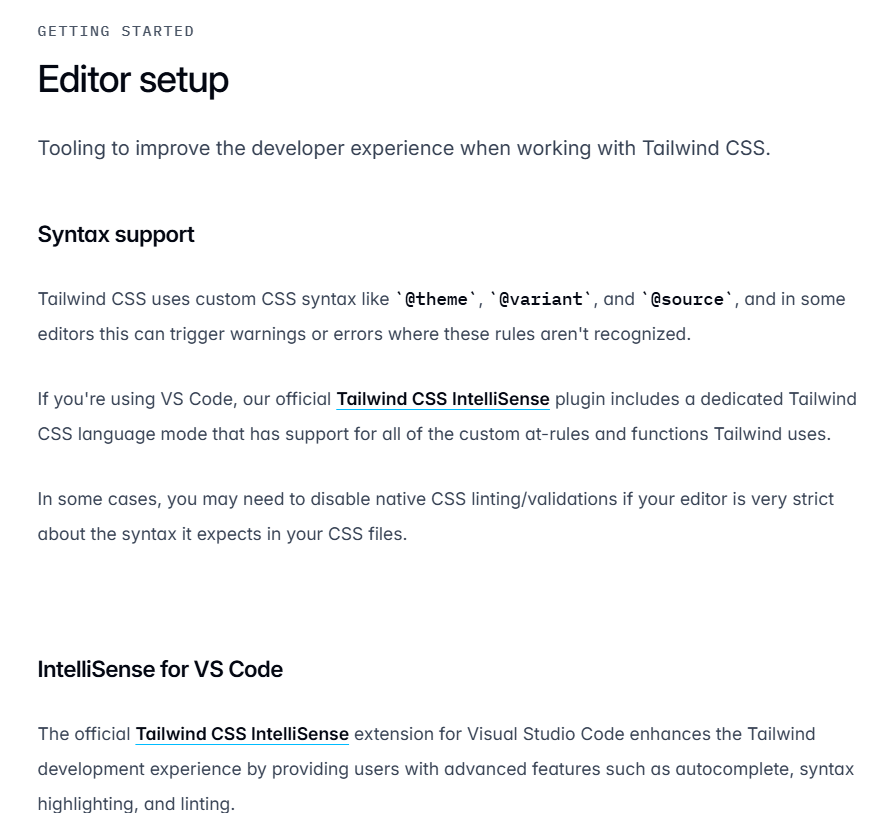 GETTING STARTED
Editor setup
Tooling to improve the developer experience when working with Tailwind CSS.
Syntax support
Tailwind CSS uses custom CSS syntax like `@theme`, `@variant`, and `@source`, and in some
editors this can trigger warnings or errors where these rules aren't recognized.
If you're using VS Code, our official Tailwind CSS IntelliSense plugin includes a dedicated Tailwind
CSS language mode that has support for all of the custom at-rules and functions Tailwind uses.
In some cases, you may need to disable native CSS linting/validations if your editor is very strict
about the syntax it expects in your CSS files.
IntelliSense for VS Code
The official Tailwind CSS IntelliSense extension for Visual Studio Code enhances the Tailwind
development experience by providing users with advanced features such as autocomplete, syntax
highlighting, and linting.